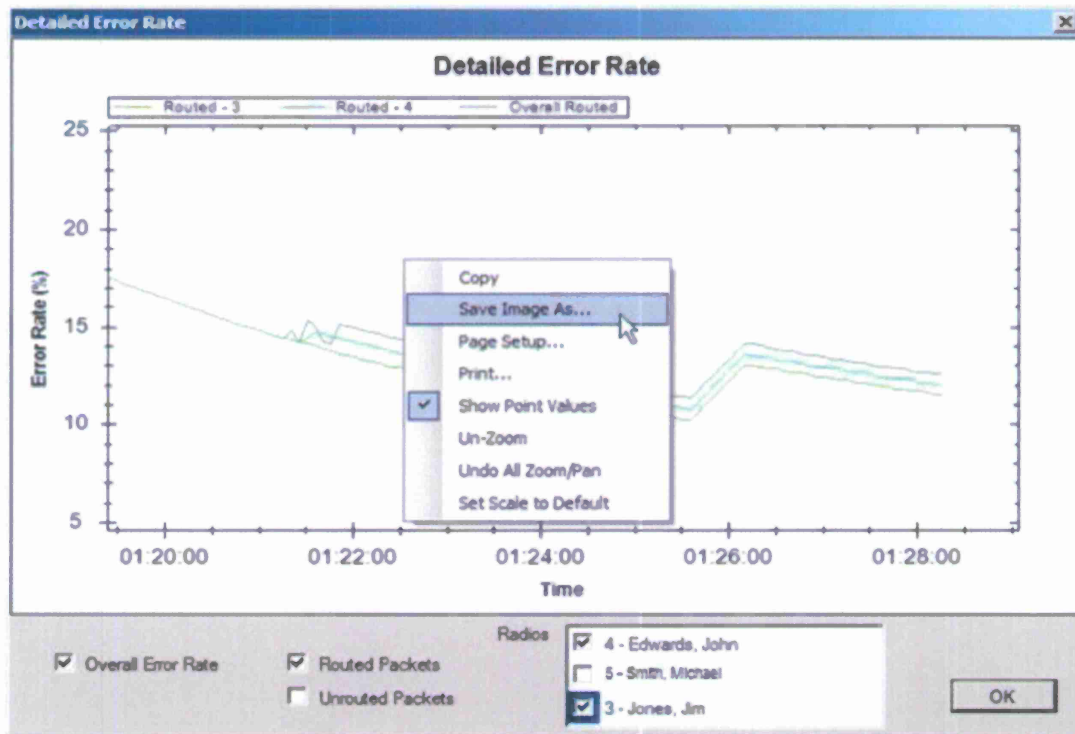 Detailed Error Rate
Detailed Error Rate
Routed - 3 Routed - 4 Overall Routed
Error Rate (%)
25
20
15
10
5
Copy
Save Image As...
Page Setup...
Print...
Show Point Values
Un-Zoom
Undo All Zoom/Pan
Set Scale to Default
01:20:00 01:22:00 01:24:00 01:26:00 01:28:00
Time
Overall Error Rate
Routed Packets
Unrouted Packets
Radios
4 - Edwards, John
5 - Smith, Michael
3 - Jones, Jim
OK